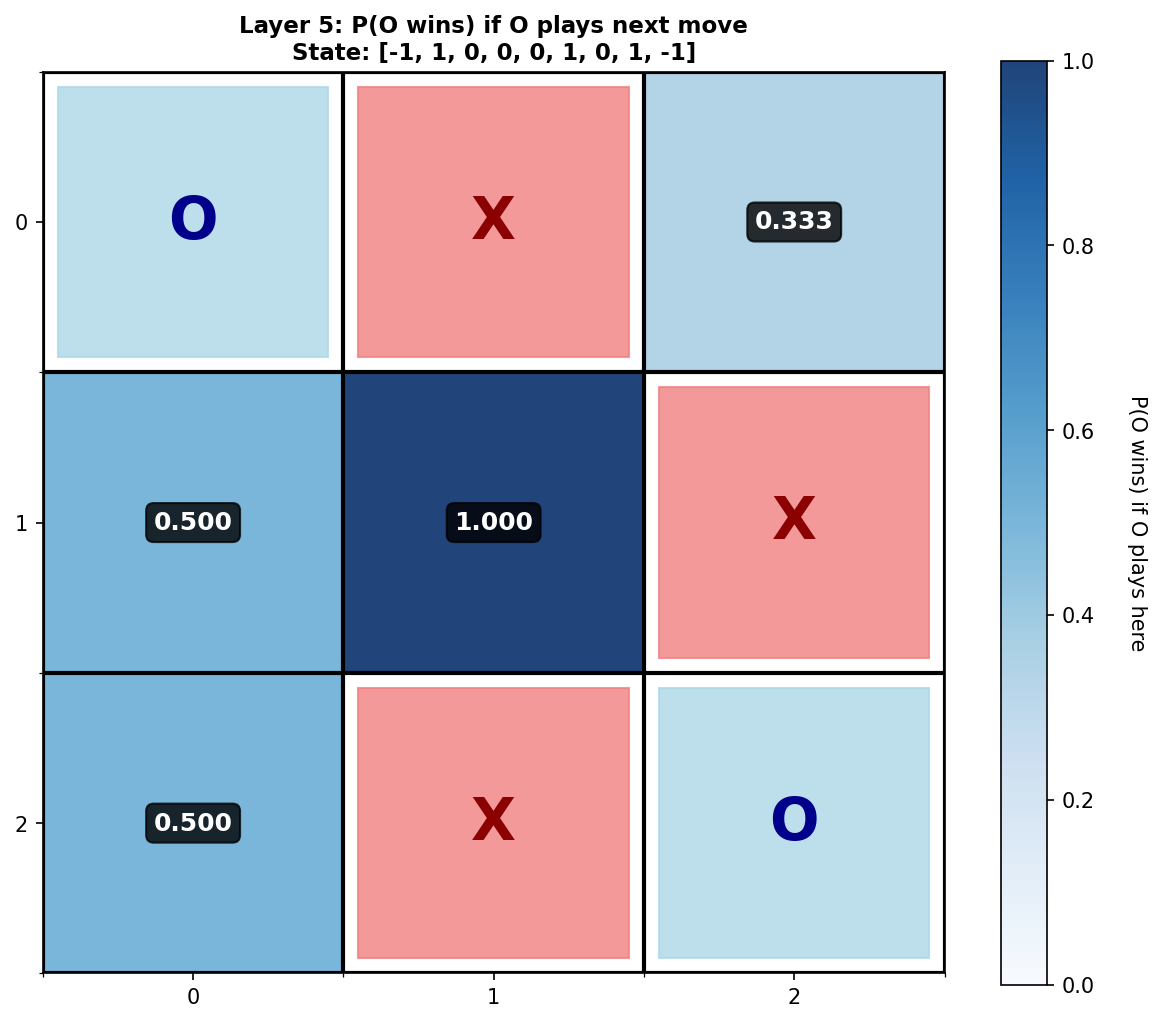 Layer 5: P(O wins) if O plays next move
State: [-1, 1, 0, 0, 0, 1, 0, 1, -1]
0
O
X
0.333
1
0.500
1.000
X
2
0.500
X
O
0
1
2
1.0
0.8
0.6
0.4
0.2
0.0
P(O wins) if O plays here